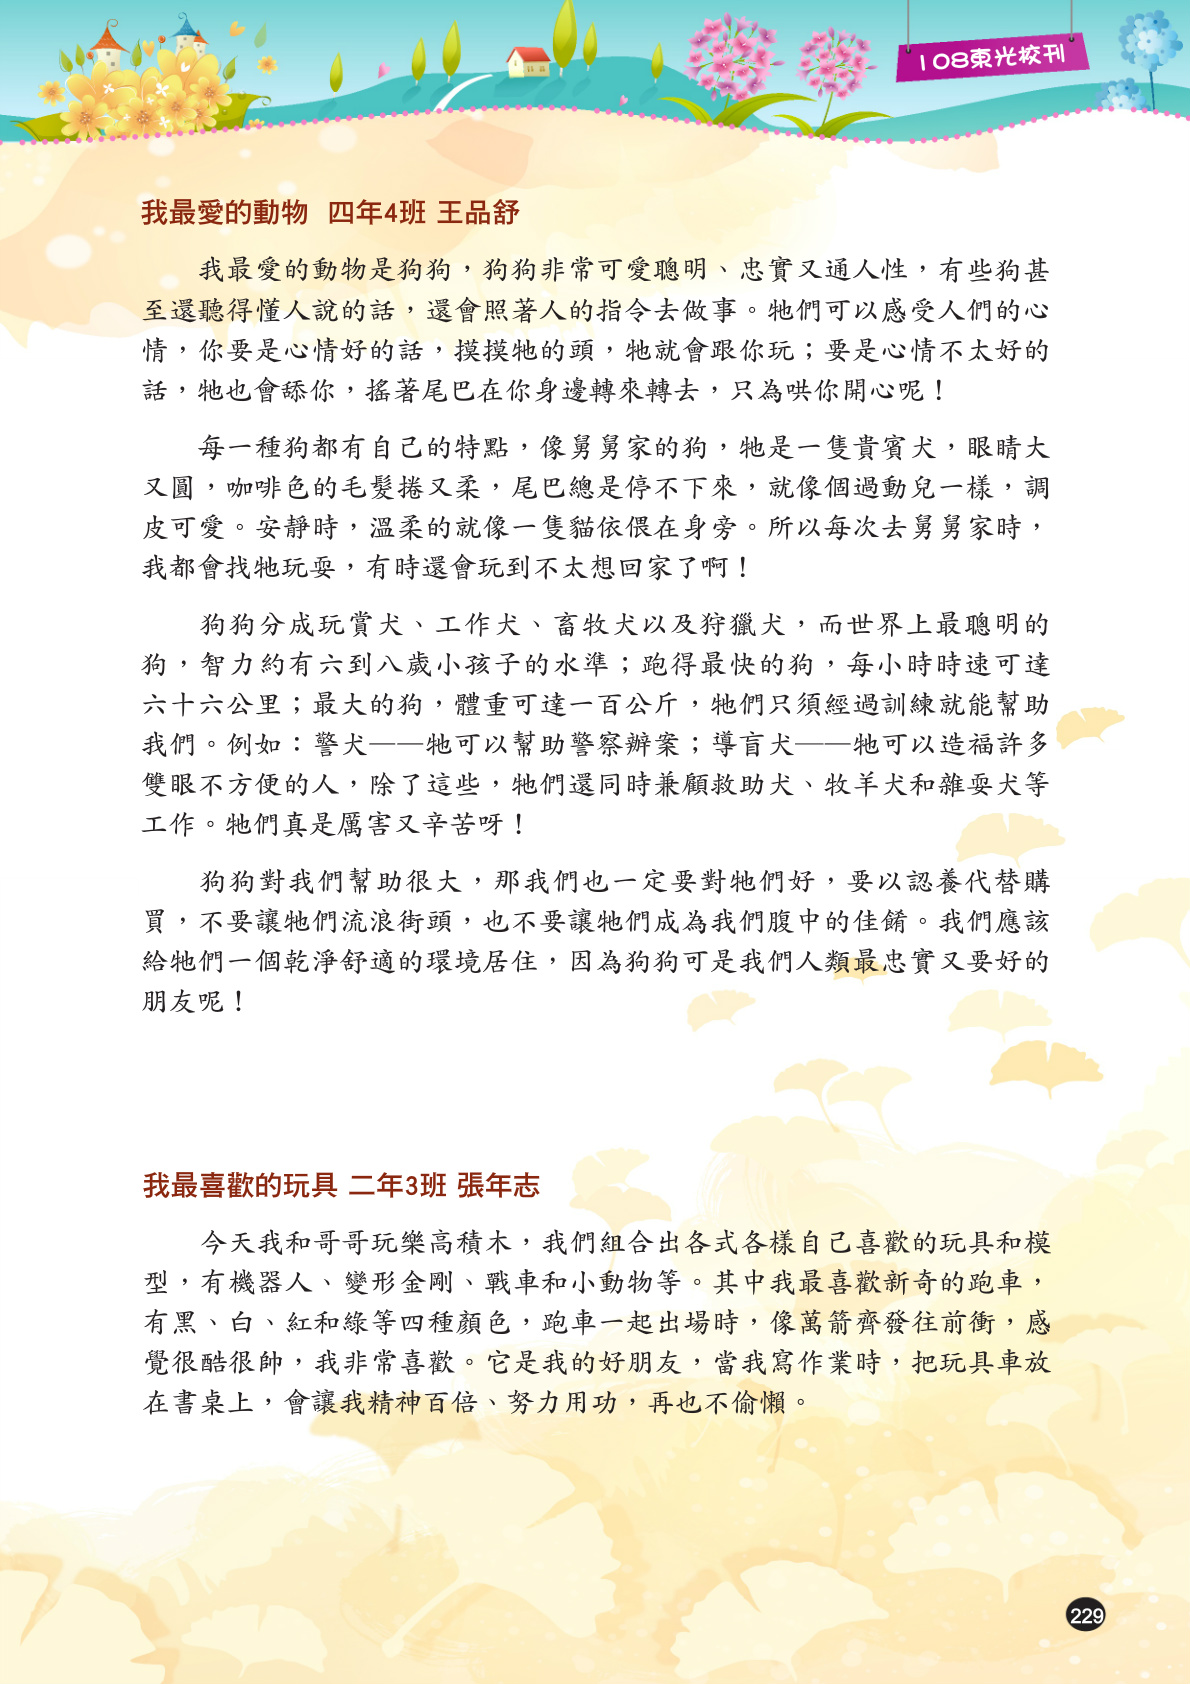 108東光校刊
我最愛的動物 四年4班 王品舒
我最愛的動物是狗狗，狗狗非常可愛聰明、忠實又通人性，有些狗甚
至還聽得懂人說的話，還會照著人的指令去做事。牠們可以感受人們的心
情，你要是心情好的話，摸摸牠的頭，牠就會跟你玩；要是心情不太好的
話，牠也會舔你，搖著尾巴在你身邊轉來轉去，只為哄你開心呢！
每一種狗都有自己的特點，像舅舅家的狗，牠是一隻貴賓犬，眼睛大
又圓，咖啡色的毛髮捲又柔，尾巴總是停不下來，就像個過動兒一樣，調
皮可愛。安靜時，溫柔的就像一隻貓依偎在身旁。所以每次去舅舅家時，
我都會找牠玩耍，有時還會玩到不太想回家了啊！
狗狗分成玩賞犬、工作犬、畜牧犬以及狩獵犬，而世界上最聰明的
狗，智力約有六到八歲小孩子的水準；跑得最快的狗，每小時時速可達
六十六公里；最大的狗，體重可達一百公斤，牠們只須經過訓練就能幫助
我們。例如：警犬——牠可以幫助警察辦案；導盲犬——牠可以造福許多
雙眼不方便的人，除了這些，牠們還同時兼顧救助犬、牧羊犬和雜耍犬等
工作。牠們真是厲害又辛苦呀！
狗狗對我們幫助很大，那我們也一定要對牠們好，要以認養代替購
買，不要讓牠們流浪街頭，也不要讓牠們成為我們腹中的佳餚。我們應該
給牠們一個乾淨舒適的環境居住，因為狗狗可是我們人類最忠實又要好的
朋友呢！
我最喜歡的玩具 二年3班 張年志
今天我和哥哥玩樂高積木，我們組合出各式各樣自己喜歡的玩具和模
型，有機器人、變形金剛、戰車和小動物等。其中我最喜歡新奇的跑車，
有黑、白、紅和綠等四種顏色，跑車一起出場時，像萬箭齊發往前衝，感
覺很酷很帥，我非常喜歡。它是我的好朋友，當我寫作業時，把玩具車放
在書桌上，會讓我精神百倍、努力用功，再也不偷懶。
229